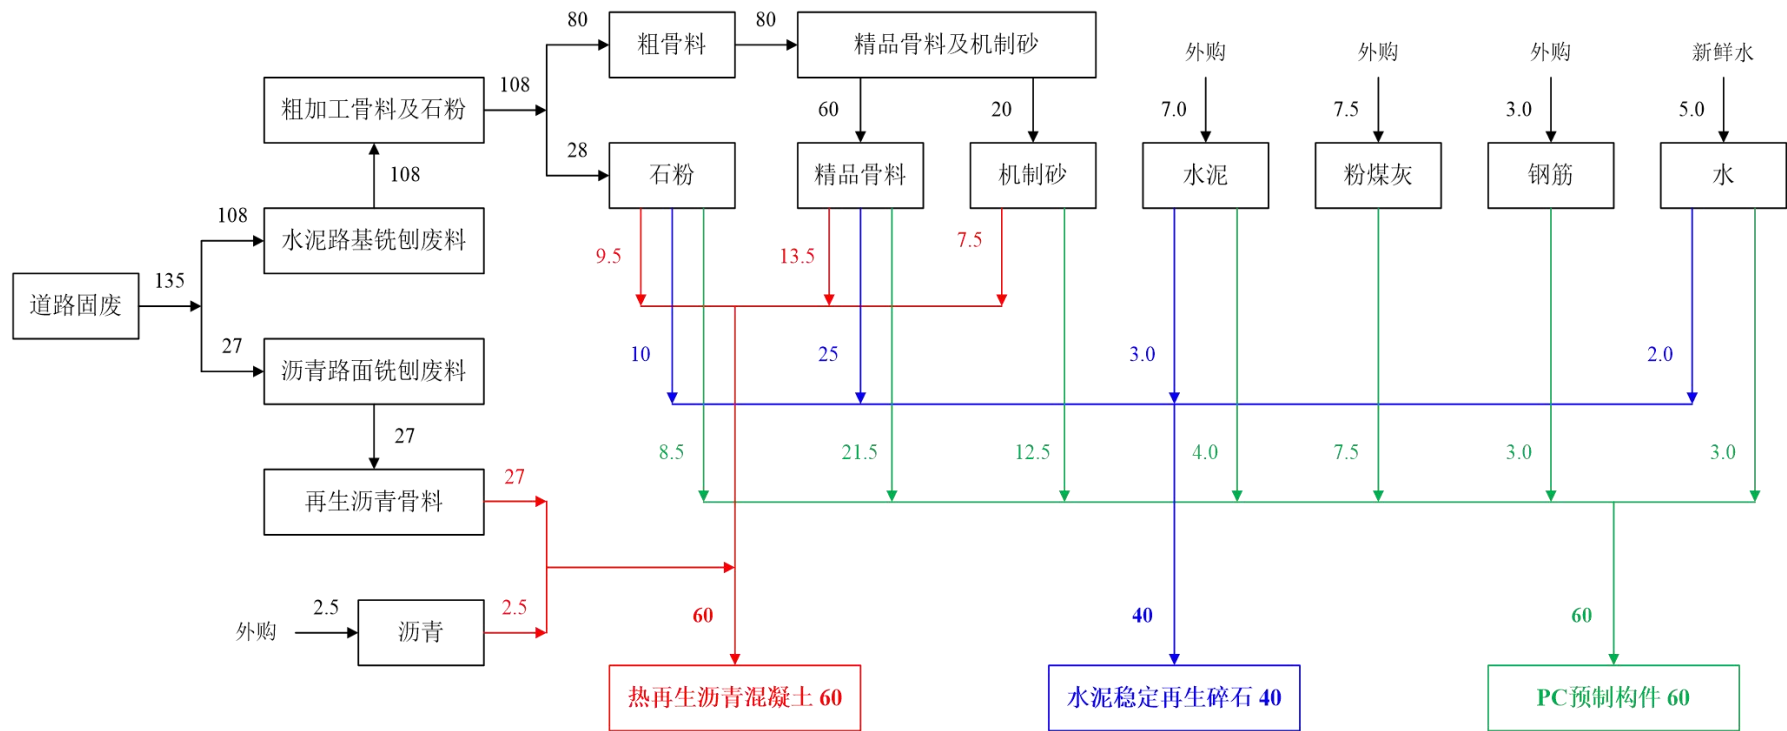 80
80
粗骨料
精品骨料及机制砂
外购
外购
外购
新鲜水
108
粗加工骨料及石粉
60
20
7.0
7.5
3.0
5.0
28
108
石粉
精品骨料
机制砂
水泥
粉煤灰
钢筋
水
108
水泥路基铣刨废料
9.5
13.5
7.5
135
道路固废
27
沥青路面铣刨废料
10
25
3.0
2.0
27
8.5
21.5
12.5
4.0
7.5
3.0
3.0
再生沥青骨料
27
2.5
2.5
外购
沥青
60
40
60
热再生沥青混凝土 60
水泥稳定再生碎石 40
PC预制构件 60